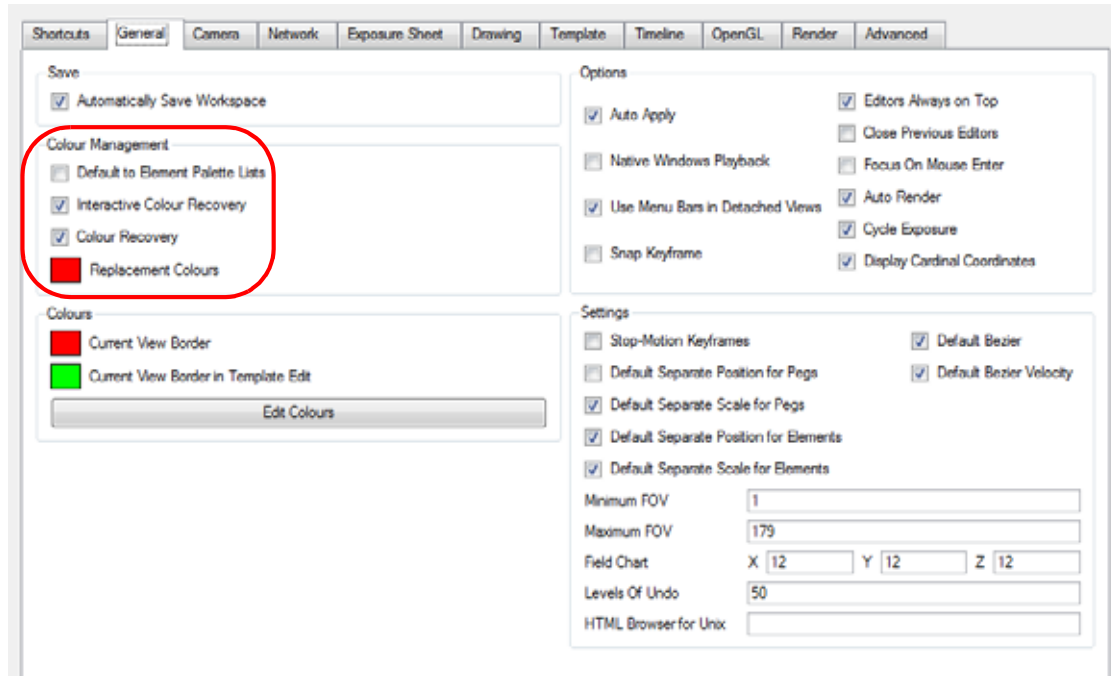 Shortcuts General Camera Network Exposure Sheet Drawing Template Timeline OpenGL Render Advanced
Save
Automatically Save Workspace
Colour Management
Default to Element Palette Lists
Interactive Colour Recovery
Colour Recovery
Replacement Colours
Colours
Current View Border
Current View Border in Template Edit
Edit Colours
Options
Auto Apply
Native Windows Playback
Use Menu Bars in Detached Views
Snap Keyframe
Editors Always on Top
Close Previous Editors
Focus On Mouse Enter
Auto Render
Cycle Exposure
Display Cardinal Coordinates
Settings
Stop-Motion Keyframes
Default Separate Position for Pegs
Default Separate Scale for Pegs
Default Separate Position for Elements
Default Separate Scale for Elements
Default Bezier
Default Bezier Velocity
Minimum FOV 1
Maximum FOV 179
Field Chart X 12 Y 12 Z 12
Levels Of Undo 50
HTML Browser for Unix